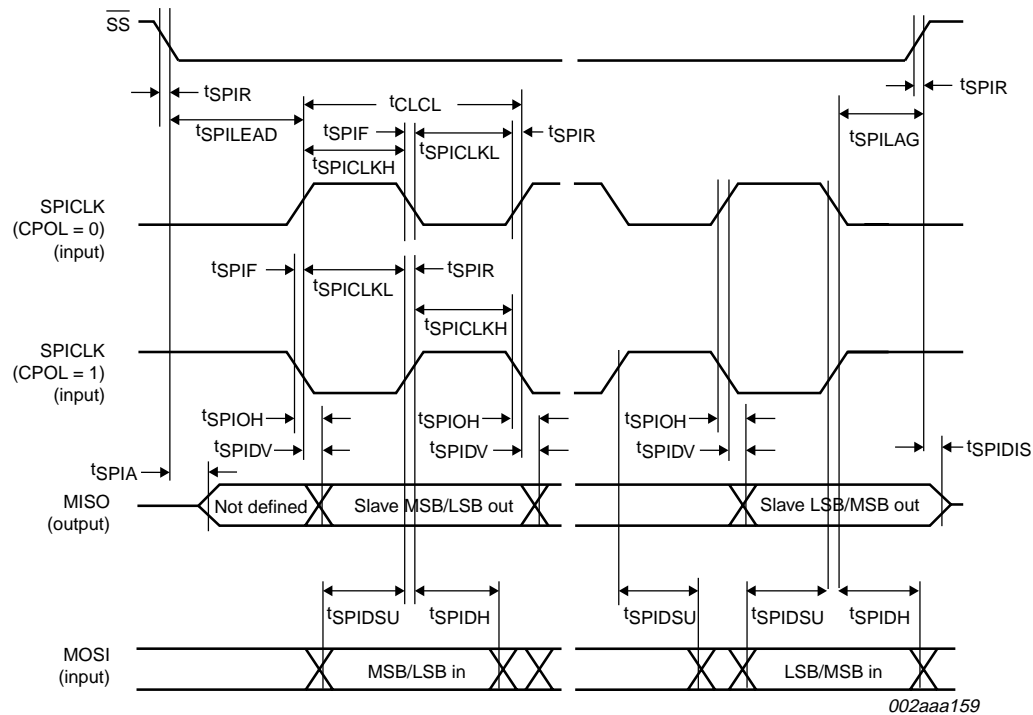 SS
tSPIR
tSPIR
tCLCL
tSPILEAD
tSPIF
tSPICLKL
tSPIR
tSPILAG
tSPICLKH
SPICLK
(CPOL = 0)
(input)
tSPIF
tSPICLKL
tSPIR
tSPICLKH
SPICLK
(CPOL = 1)
(input)
tSPIOH
tSPIOH
tSPIOH
tSPIDV
tSPIDV
tSPIDV
tSPIDIS
tSPIA
MISO
(output)
Not defined
Slave MSB/LSB out
Slave LSB/MSB out
tSPIDSU
tSPIDH
tSPIDSU
tSPIDSU
tSPIDH
MOSI
(input)
MSB/LSB in
LSB/MSB in
002aaa159